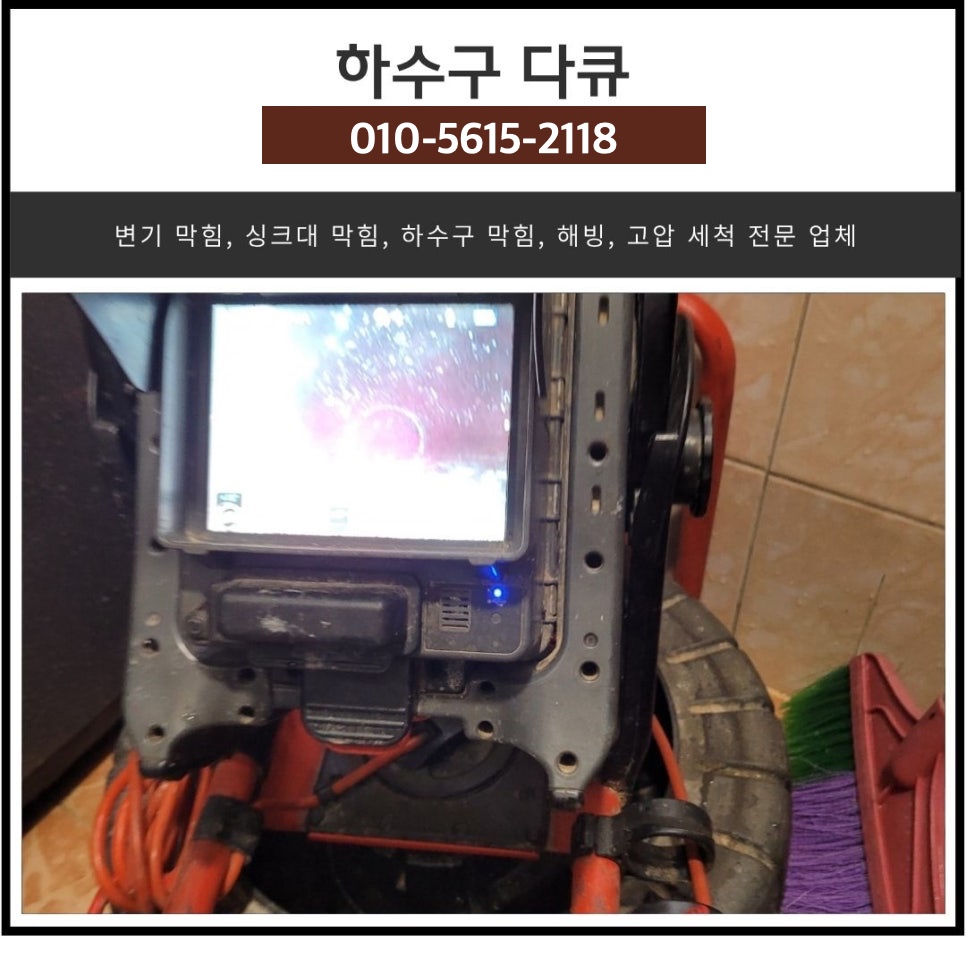 하수구 다큐
010-5615-2118
변기 막힘, 싱크대 막힘, 하수구 막힘, 해빙, 고압 세척 전문 업체